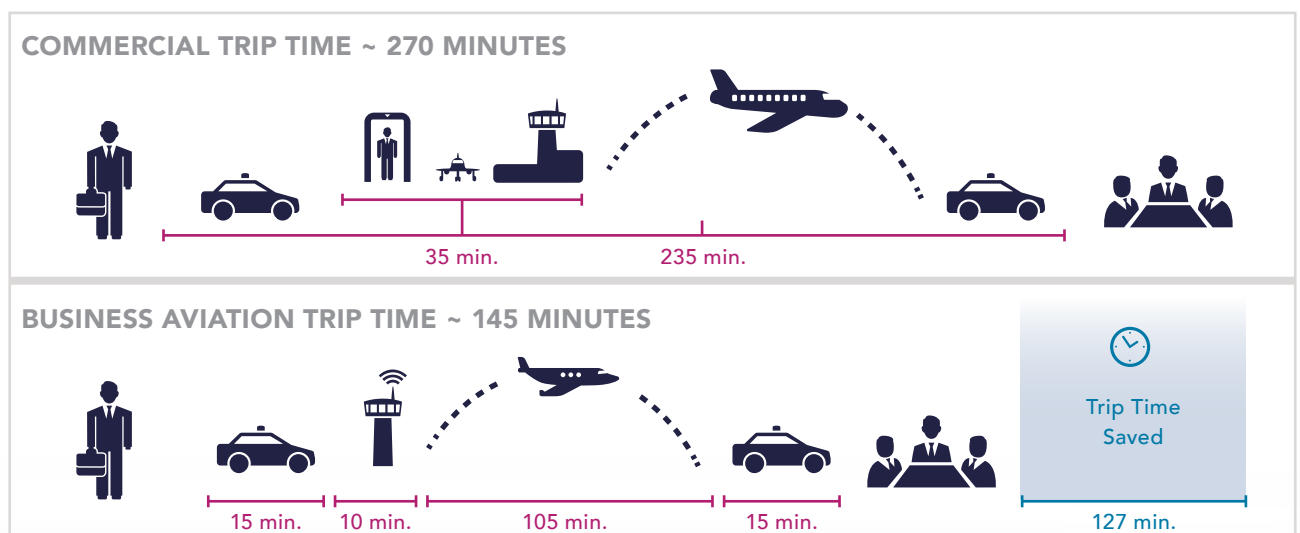 COMMERCIAL TRIP TIME ~ 270 MINUTES
35 min.
235 min.
BUSINESS AVIATION TRIP TIME ~ 145 MINUTES
Trip Time
Saved
15 min.
10 min.
105 min.
15 min.
127 min.